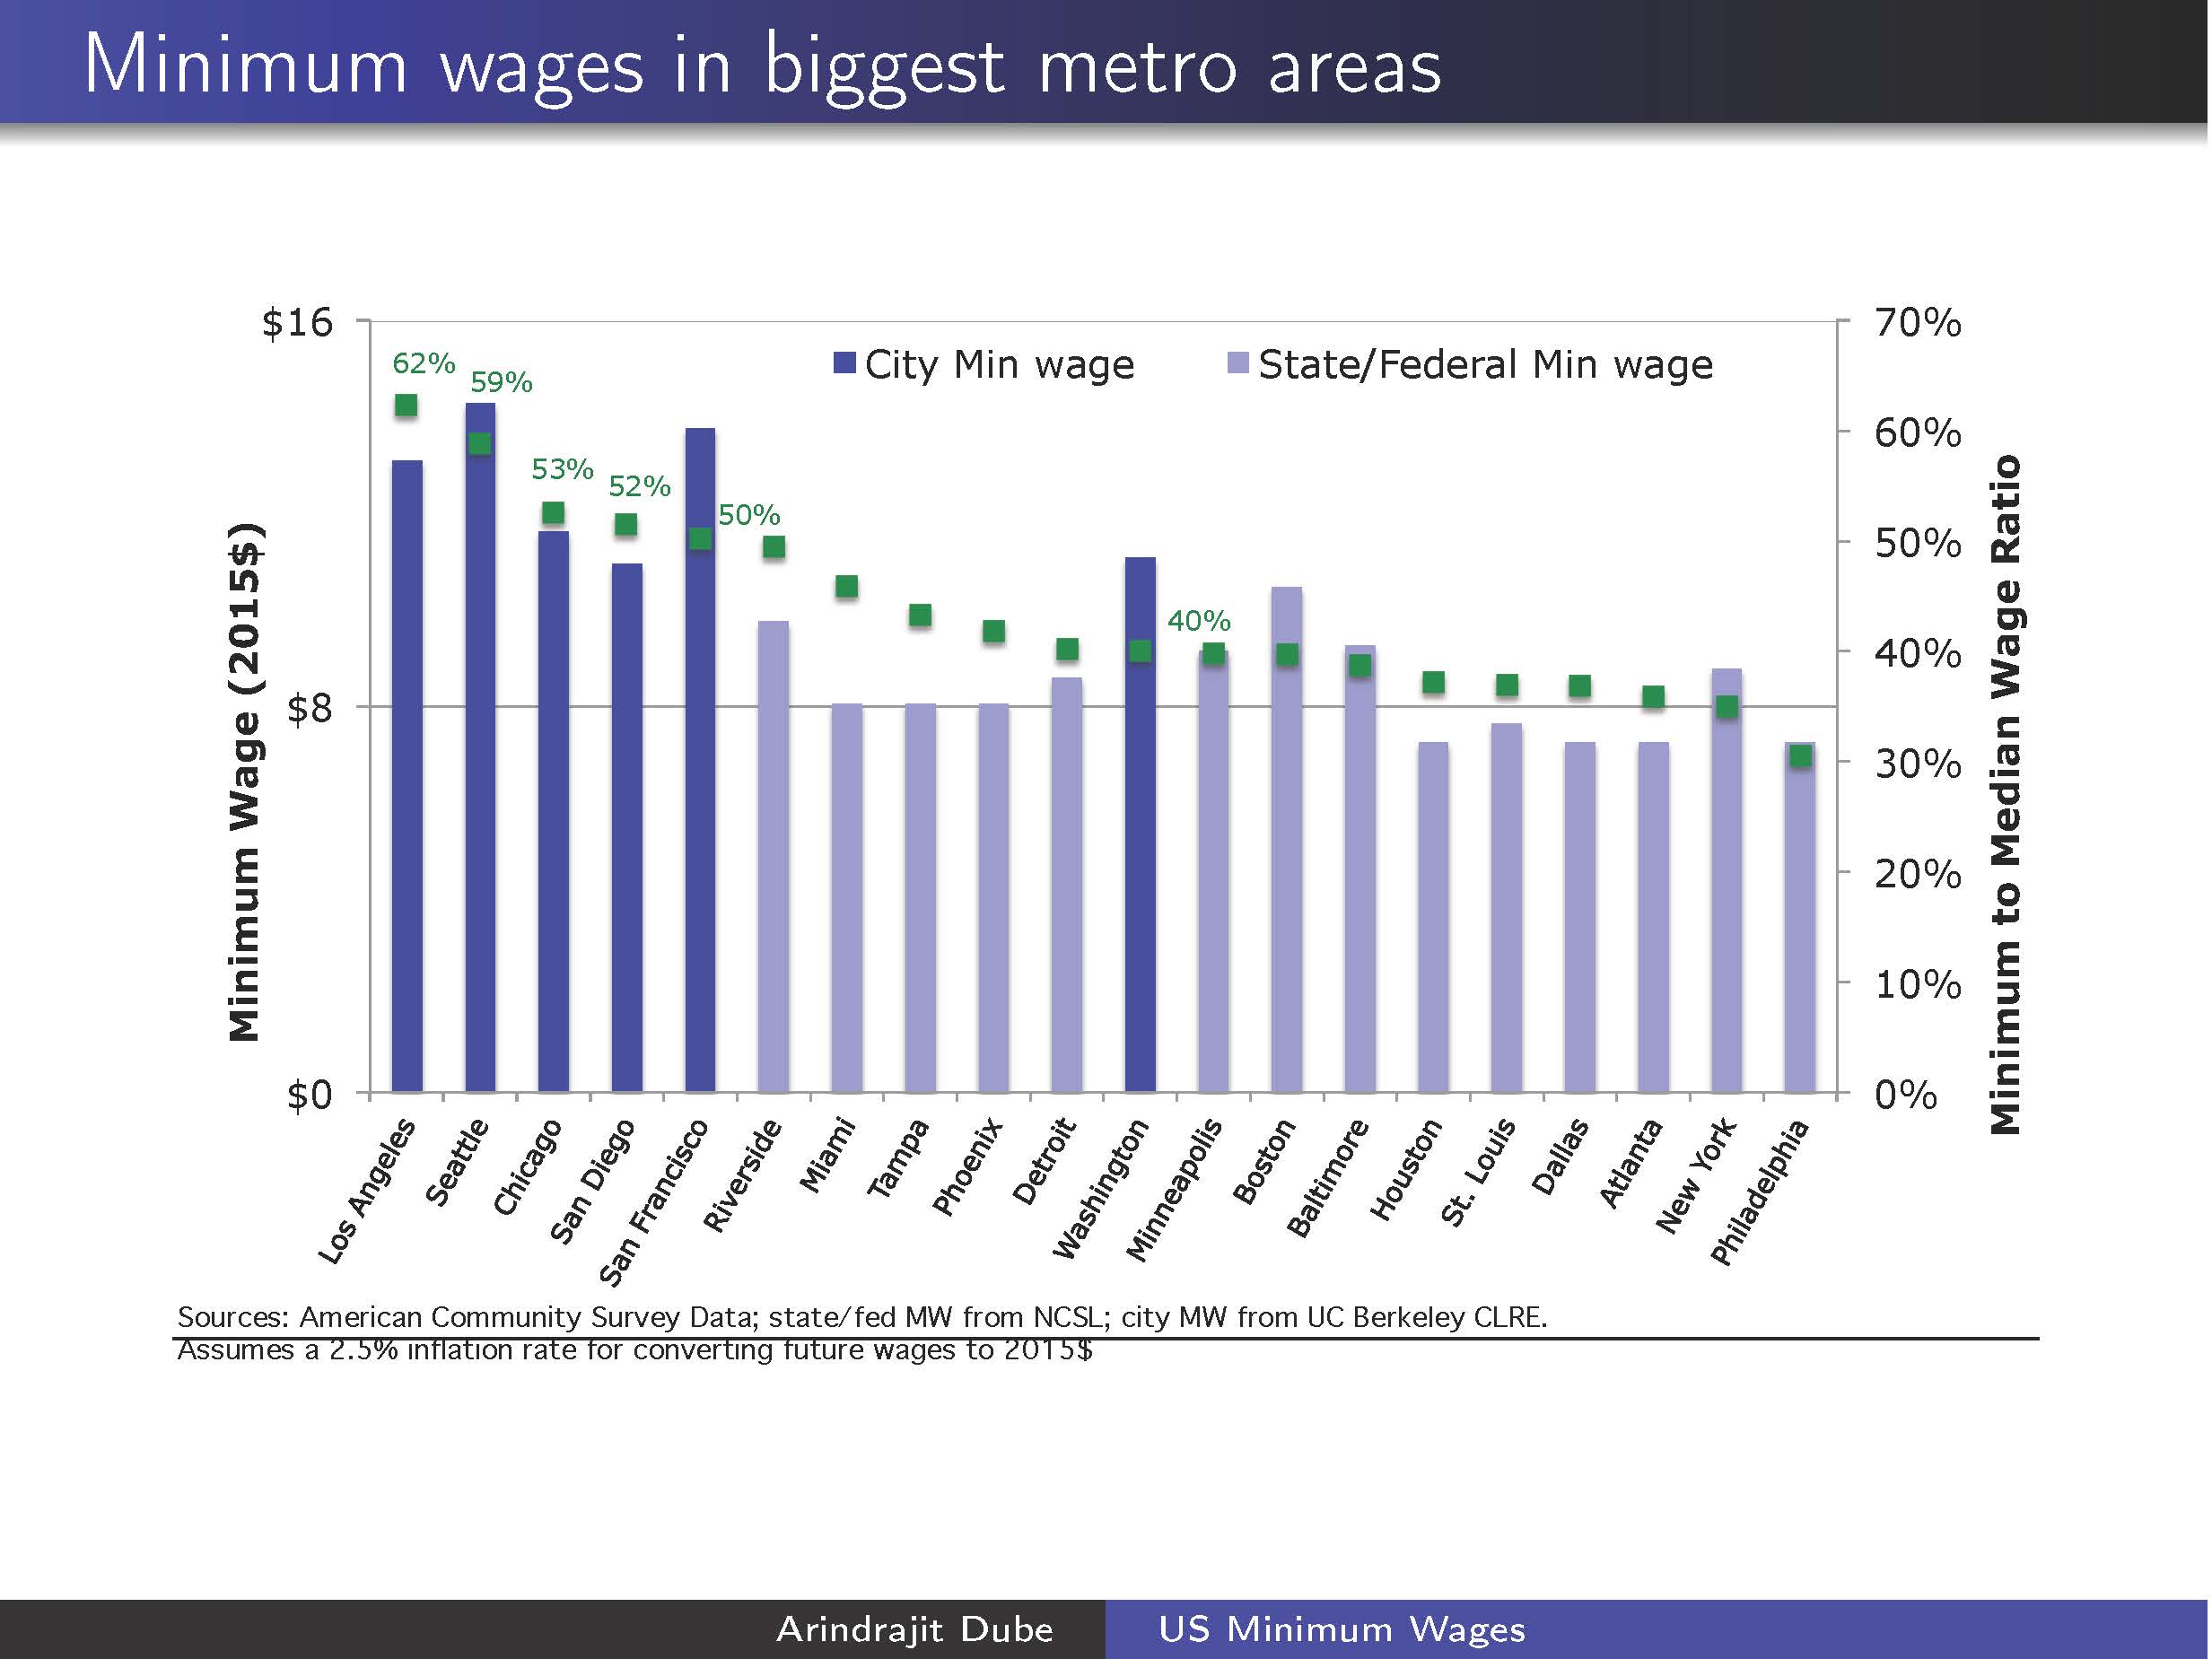 Minimum wages in biggest metro areas
$16
$8
$0
Minimum Wage (2015$)
City Min wage
State/Federal Min wage
62%
59%
53%
52%
50%
40%
70%
60%
50%
40%
30%
20%
10%
0%
Minimum to Median Wage Ratio
Los Angeles
Seattle
Chicago
San Diego
San Francisco
Riverside
Miami
Tampa
Phoenix
Detroit
Washington
Minneapolis
Boston
Baltimore
Houston
St. Louis
Dallas
Atlanta
New York
Philadelphia
Sources: American Community Survey Data; state/fed MW from NCSL; city MW from UC Berkeley CLRE.
Assumes a 2.5% inflation rate for converting future wages to 2015$
Arindrajit Dube
US Minimum Wages